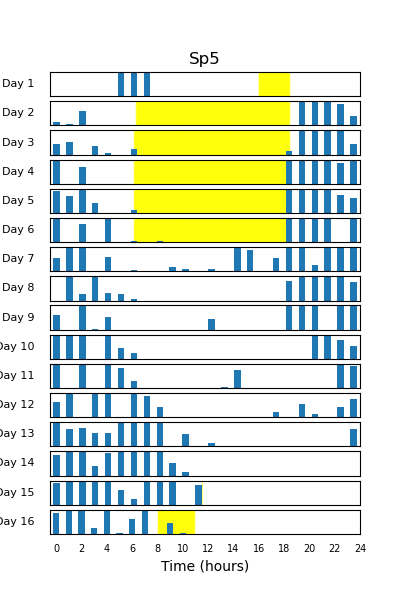 Sp5
Day 1
Day 2
Day 3
Day 4
Day 5
Day 6
Day 7
Day 8
Day 9
Day 10
Day 11
Day 12
Day 13
Day 14
Day 15
Day 16
0 2 4 6 8 10 12 14 16 18 20 22 24
Time (hours)